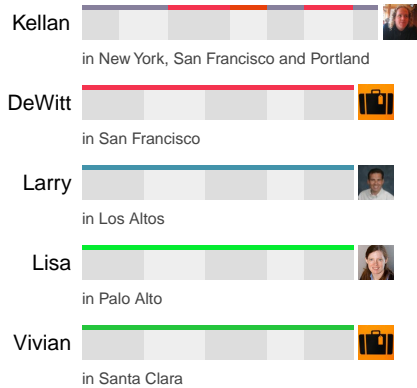 Kellan
in New York, San Francisco and Portland
DeWitt
in San Francisco
Larry
in Los Altos
Lisa
in Palo Alto
Vivian
in Santa Clara